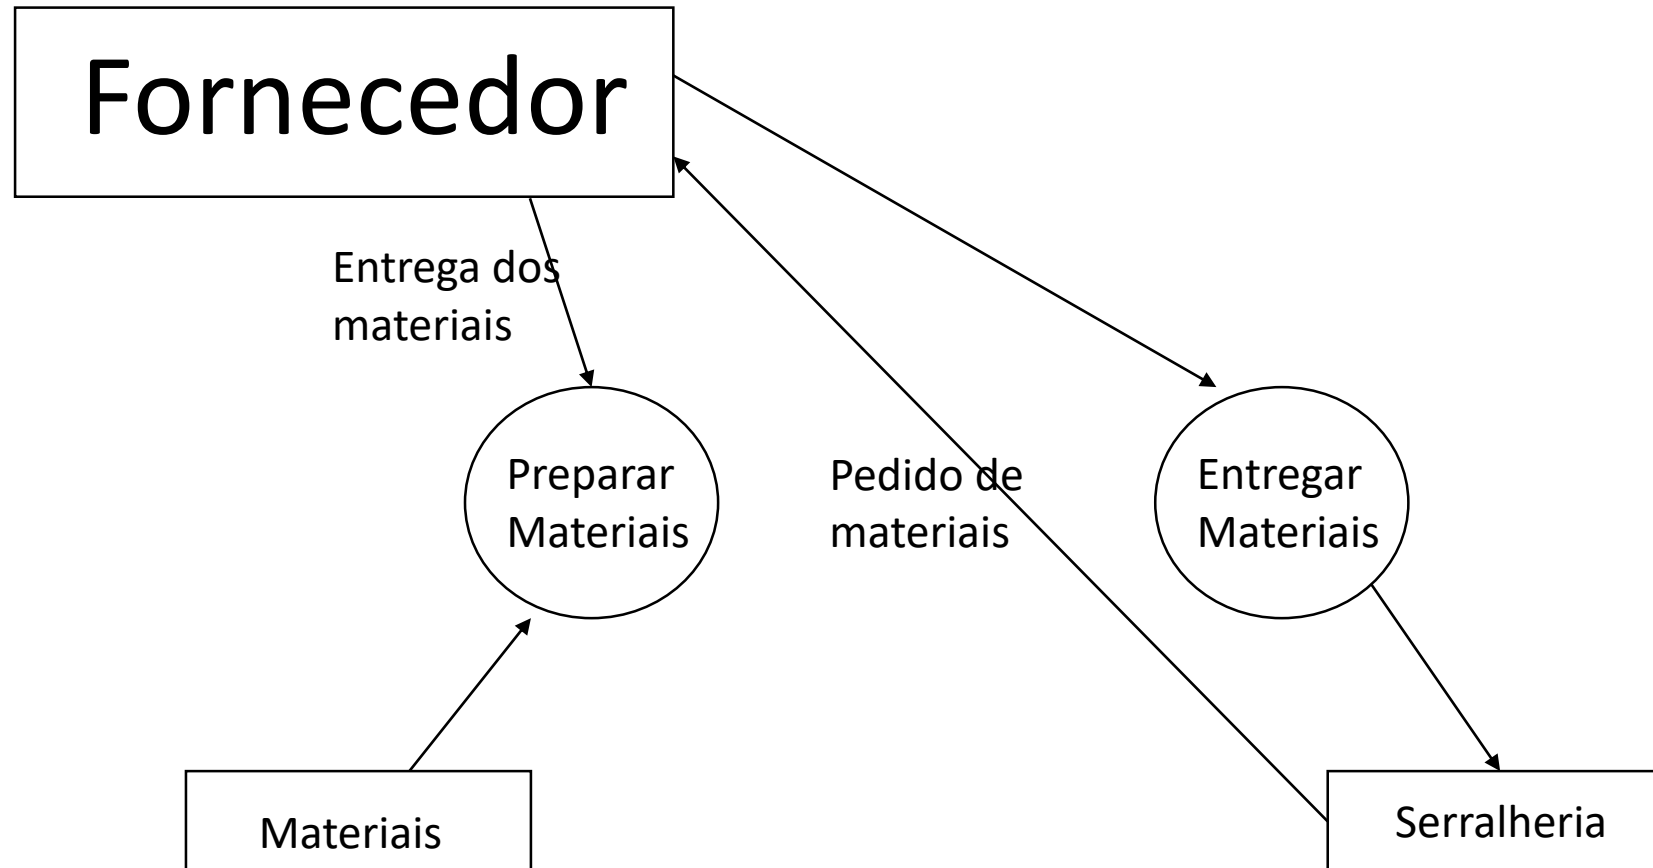 Fornecedor
Entrega dos
materiais
Preparar
Materiais
Pedido de
materiais
Entregar
Materiais
Materiais
Serralheria